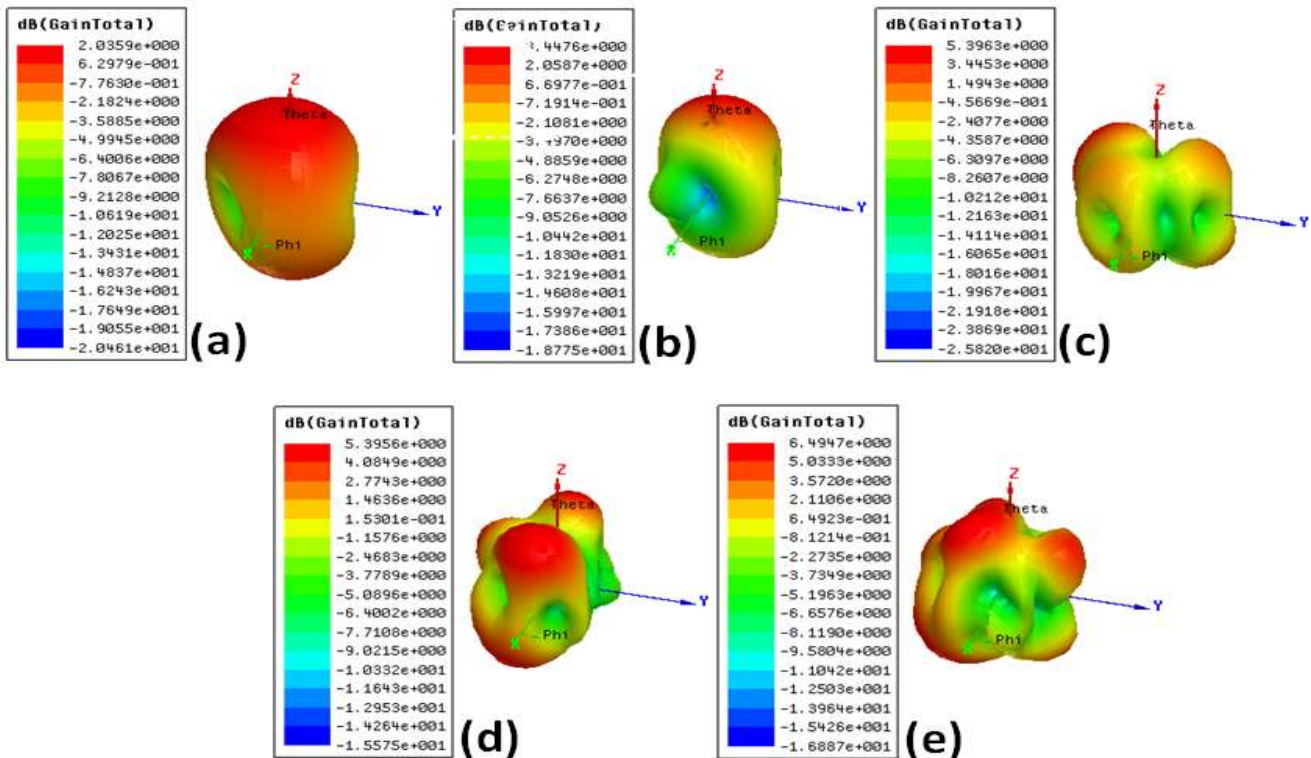 dB(GainTotal)
2.0359e+000
6.2979e-001
-7.7630e-001
-2.1824e+000
-3.5885e+000
-4.9945e+000
-6.4006e+000
-7.8067e+000
-9.2128e+000
-1.0619e+001
-1.2025e+001
-1.3431e+001
-1.4837e+001
-1.6243e+001
-1.7649e+001
-1.9055e+001
-2.0461e+001
Z
Theta
Y
Phi
X
(a)
dB(GainTotal)
.4476e+000
2.0587e+000
6.6977e-001
-7.1914e-001
-2.1081e+000
-4.8859e+000
-6.2748e+000
-7.6637e+000
-9.0526e+000
-1.0442e+001
-1.1830e+001
-1.3219e+001
-1.4608e+001
-1.5997e+001
-1.7386e+001
-1.8775e+001
Z
Theta
Y
Phi
X
(b)
dB(GainTotal)
5.3963e+000
3.4453e+000
1.4943e+000
-4.5669e-001
-2.4077e+000
-4.3587e+000
-6.3097e+000
-8.2607e+000
-1.0212e+001
-1.2163e+001
-1.4114e+001
-1.6065e+001
-1.8016e+001
-1.9967e+001
-2.1918e+001
-2.3869e+001
-2.5820e+001
Z
Theta
Y
Phi
X
(c)
dB(GainTotal)
5.3956e+000
4.0849e+000
2.7743e+000
1.4636e+000
1.5301e-001
-1.1576e+000
-2.4683e+000
-3.7789e+000
-5.0896e+000
-6.4002e+000
-7.7108e+000
-9.0215e+000
-1.0332e+001
-1.1643e+001
-1.2953e+001
-1.4264e+001
-1.5575e+001
Z
Theta
Y
Phi
X
(d)
dB(GainTotal)
6.4947e+000
5.0333e+000
3.5720e+000
2.1106e+000
6.4923e-001
-8.1214e-001
-2.2735e+000
-3.7349e+000
-5.1963e+000
-6.6576e+000
-8.1190e+000
-9.5804e+000
-1.1042e+001
-1.2503e+001
-1.3964e+001
-1.5426e+001
-1.6887e+001
Z
Theta
Y
Phi
X
(e)